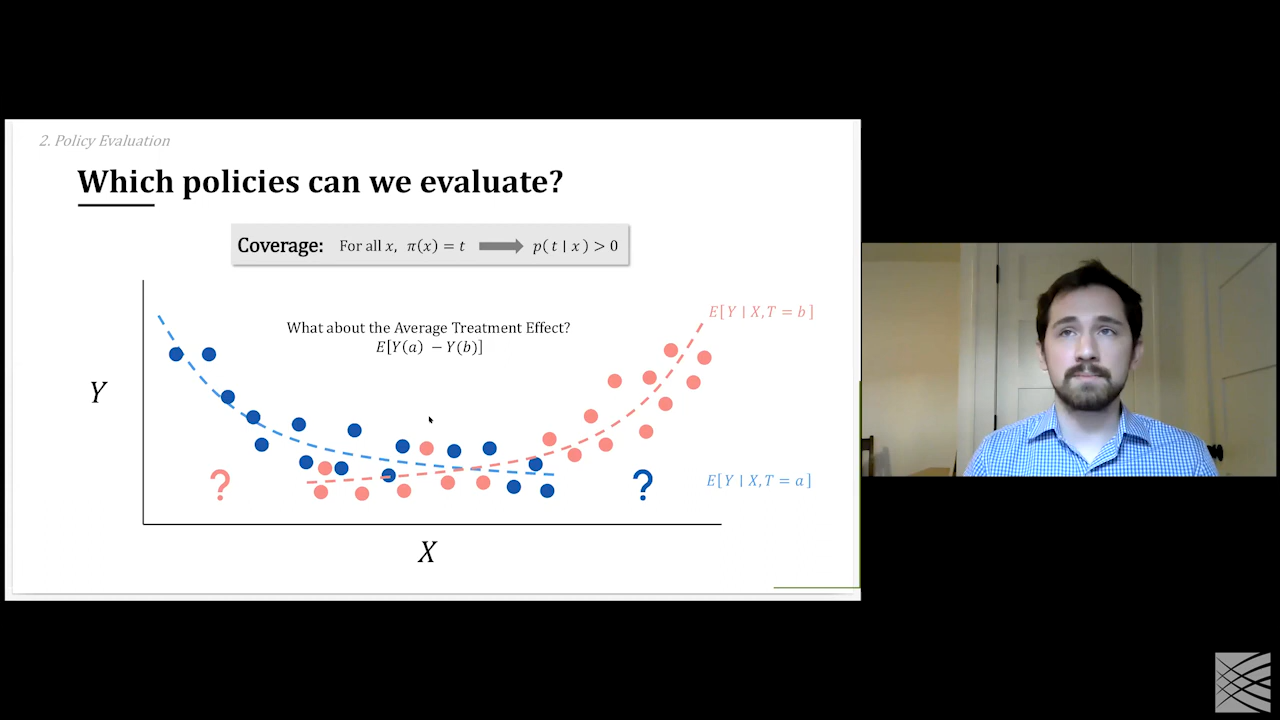 2. Policy Evaluation
Which policies can we evaluate?
Coverage: For all x, π(x) = t ➡ p( t | x ) > 0
E[Y | X, T = b ]
What about the Average Treatment Effect?
E[Y(a) − Y(b)]
Y
? ?
E[Y | X, T = a ]
X